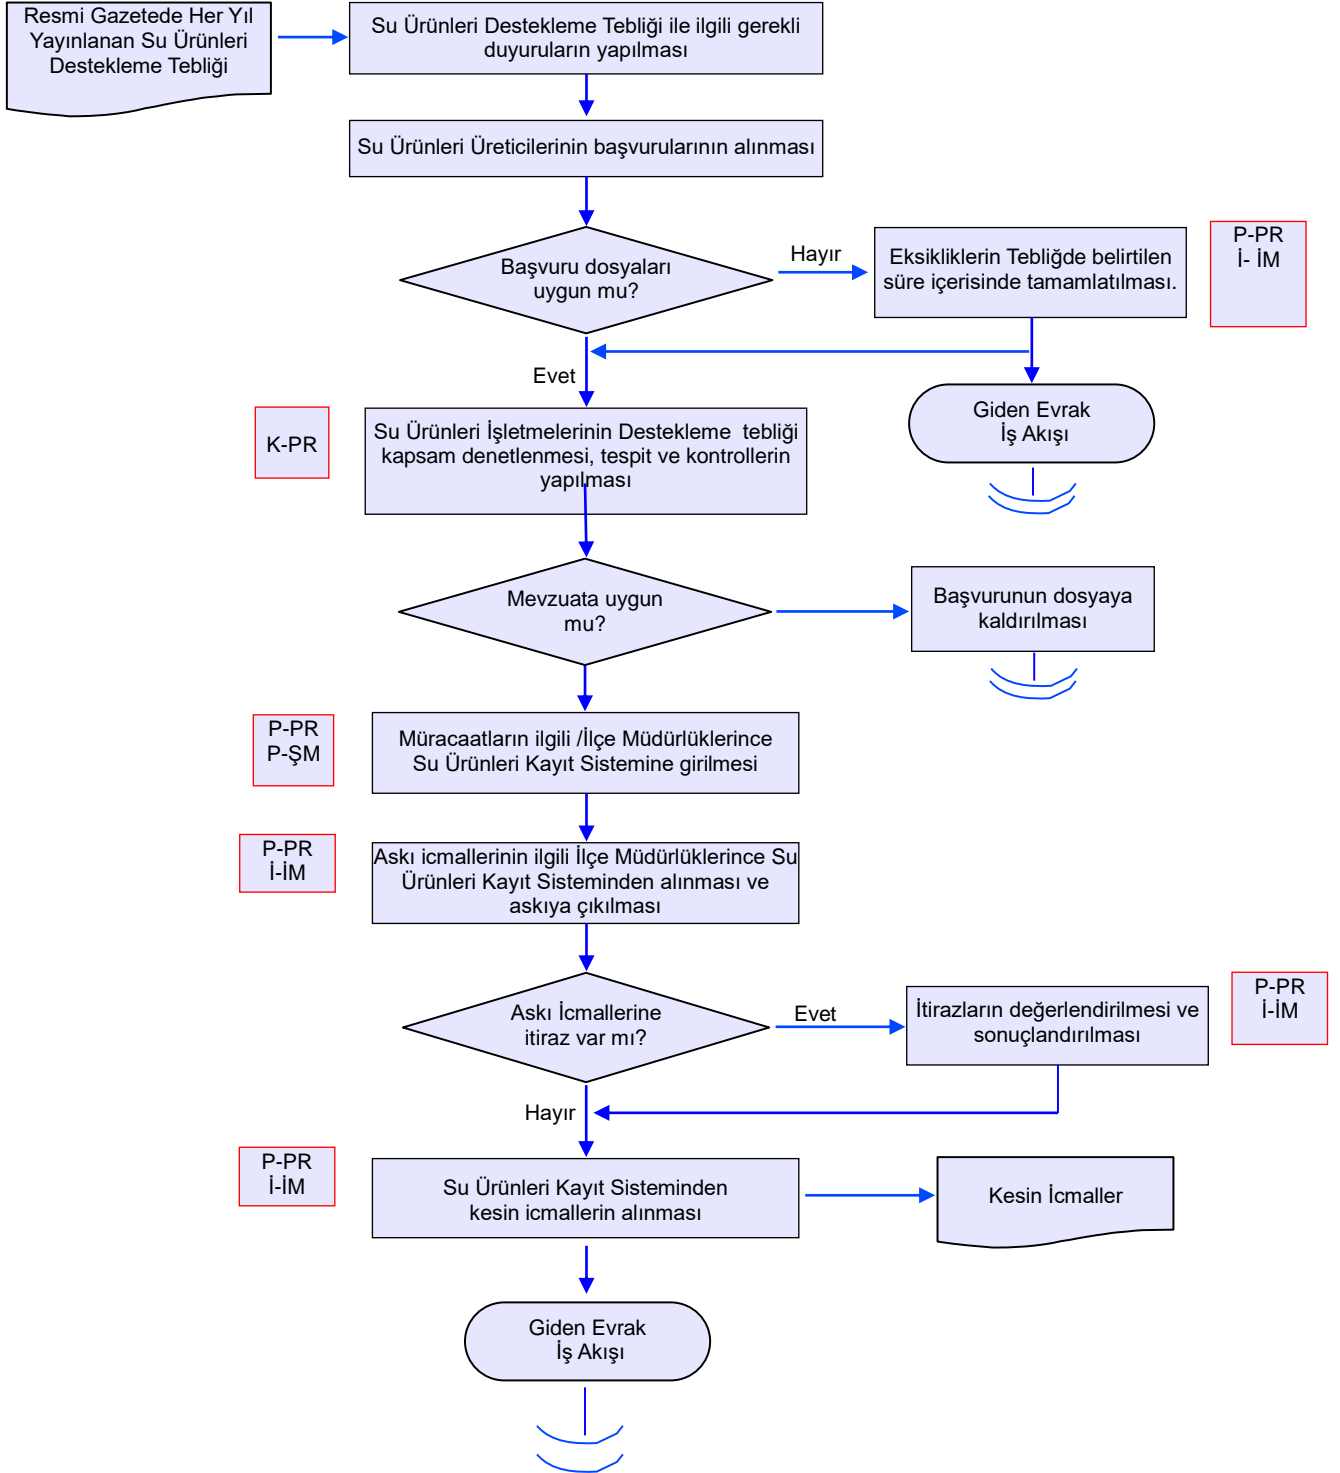 Resmi Gazetede Her Yıl
Yayınlanan Su Ürünleri
Destekleme Tebliği
Su Ürünleri Destekleme Tebliği ile ilgili gerekli
duyuruların yapılması
Su Ürünleri Üreticilerinin başvurularının alınması
Başvuru dosyaları
uygun mu?
Hayır
Eksikliklerin Tebliğde belirtilen
süre içerisinde tamamlatılması.
P-PR
İ- İM
Evet
Giden Evrak
İş Akışı
K-PR
Su Ürünleri İşletmelerinin Destekleme  tebliği
kapsam denetlenmesi, tespit ve kontrollerin
yapılması
Mevzuata uygun
mu?
Başvurunun dosyaya
kaldırılması
P-PR
P-ŞM
Müracaatların ilgili /İlçe Müdürlüklerince
Su Ürünleri Kayıt Sistemine girilmesi
P-PR
İ-İM
Askı icmallerinin ilgili İlçe Müdürlüklerince Su
Ürünleri Kayıt Sisteminden alınması ve
askıya çıkılması
Askı İcmallerine
itiraz var mı?
Evet
İtirazların değerlendirilmesi ve
sonuçlandırılması
P-PR
İ-İM
Hayır
P-PR
İ-İM
Su Ürünleri Kayıt Sisteminden
kesin icmallerin alınması
Kesin İcmaller
Giden Evrak
İş Akışı